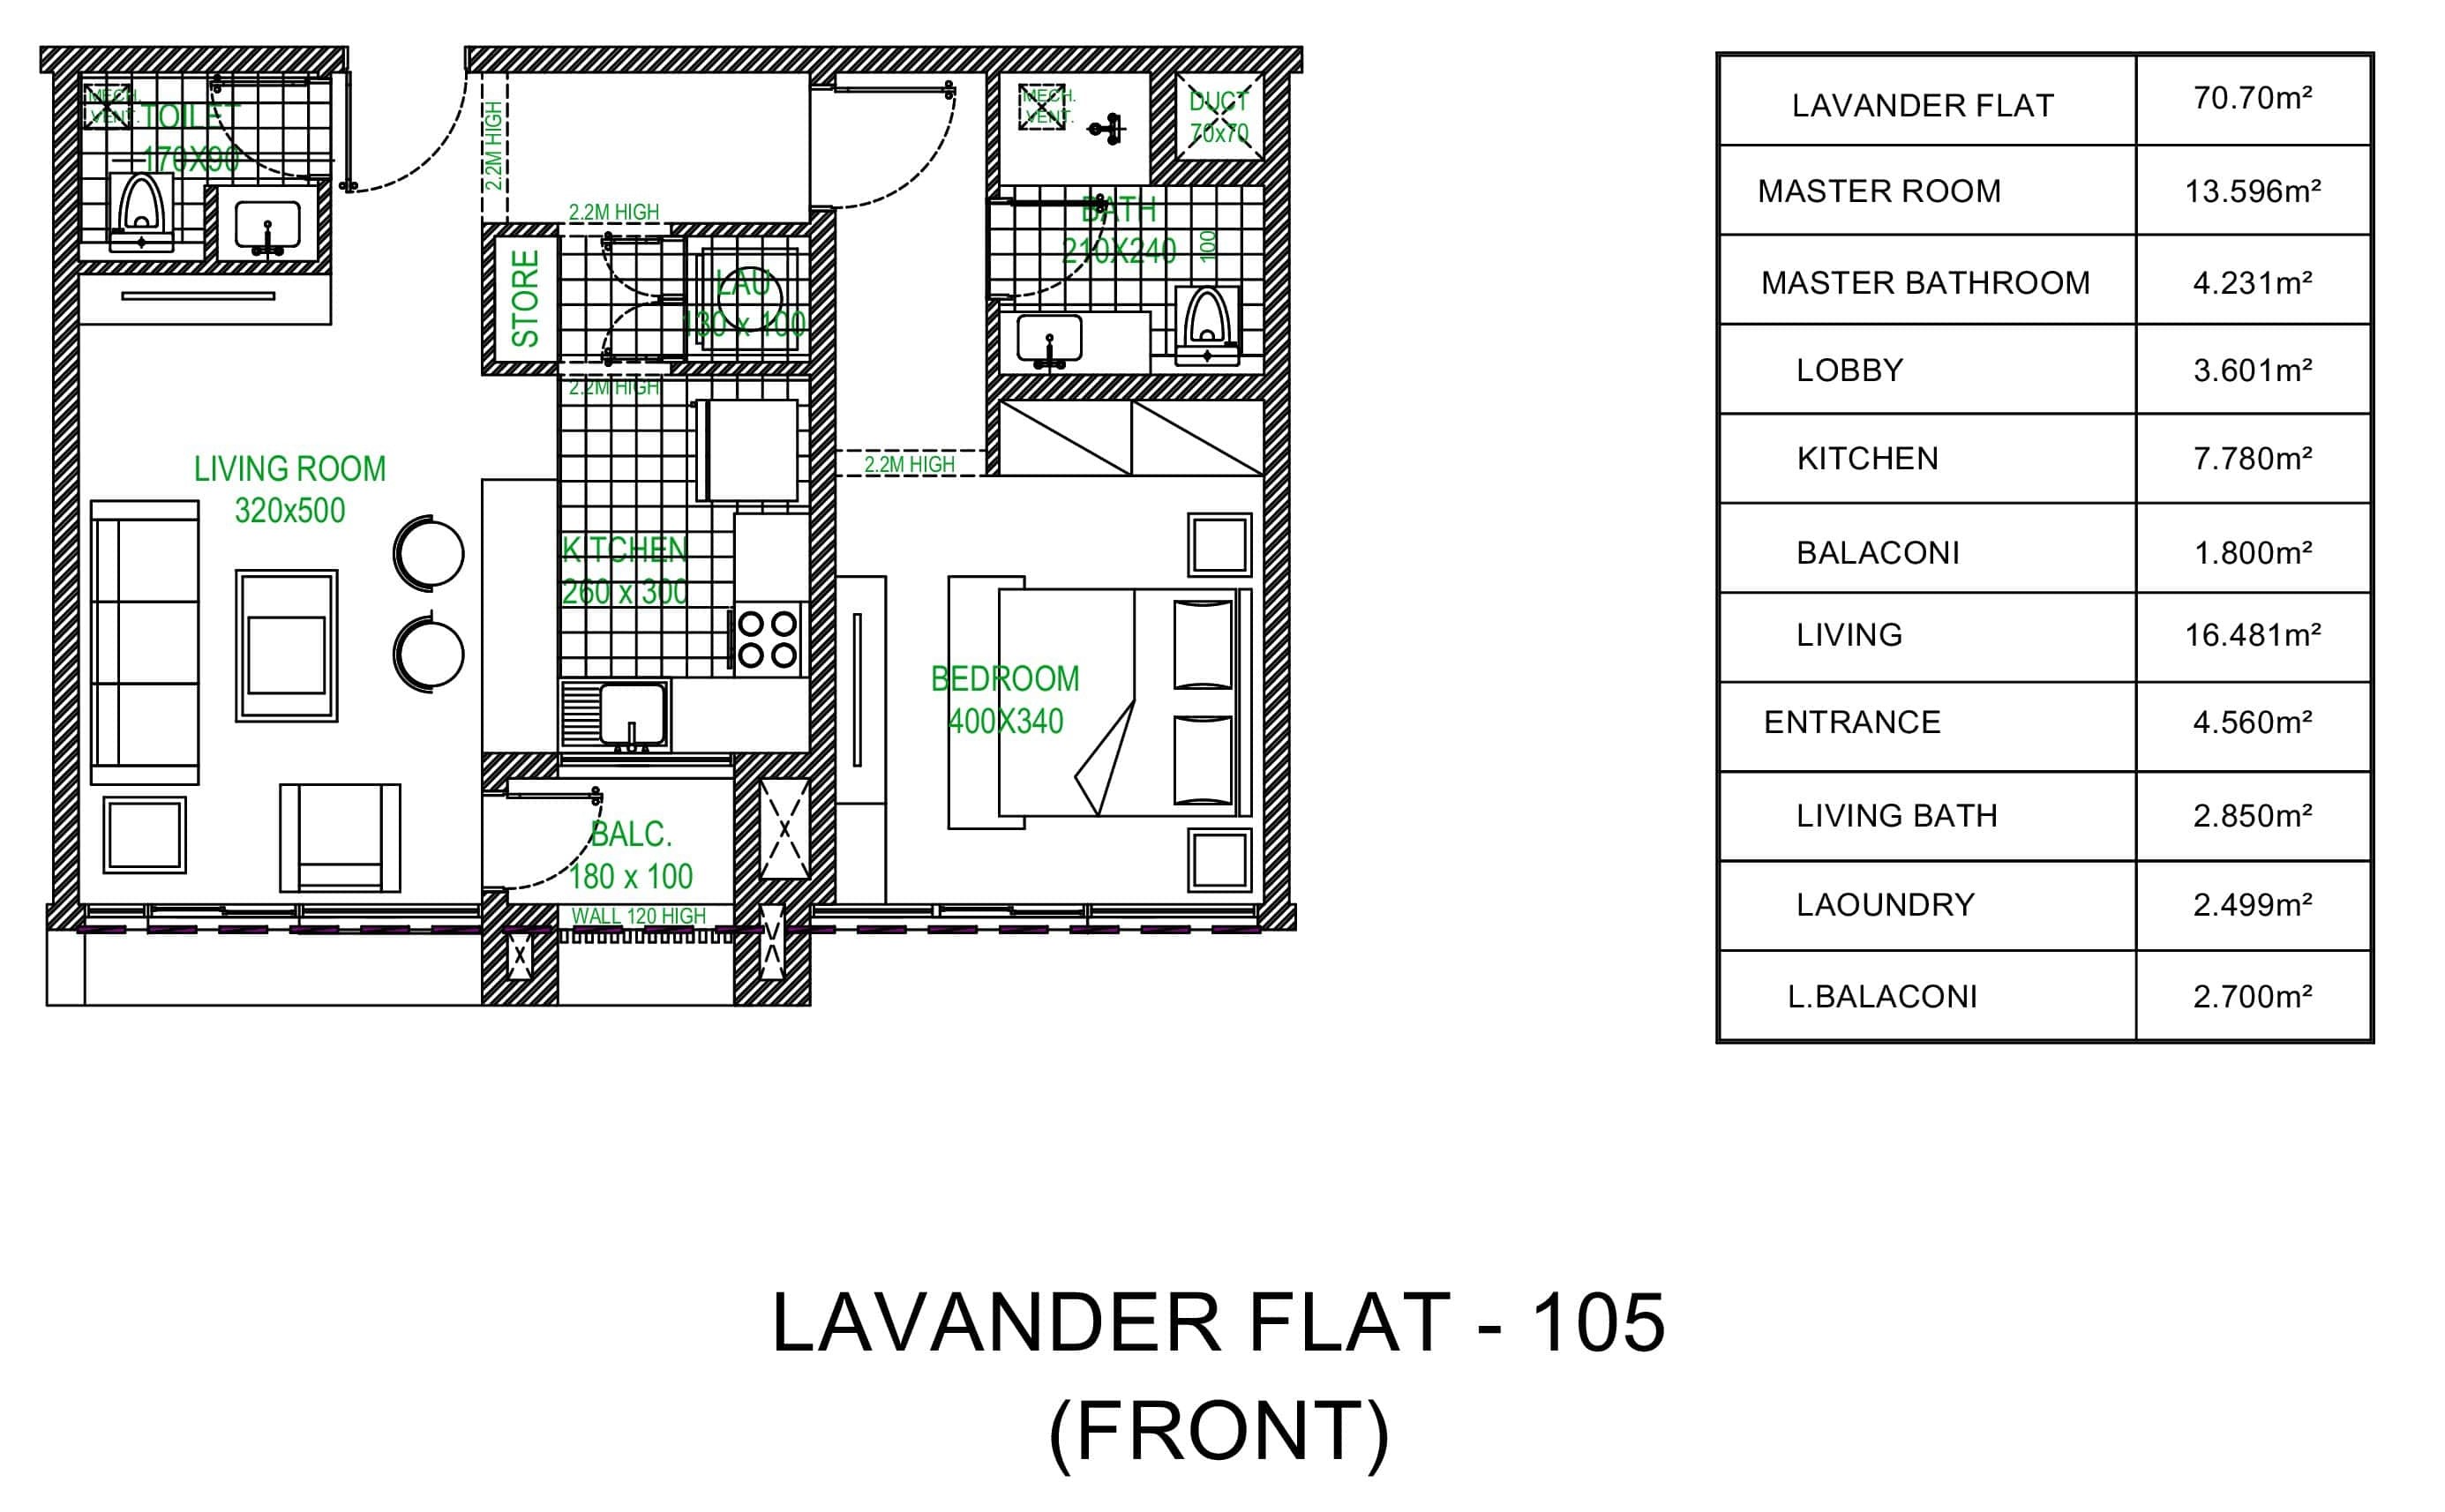 MECH.
VENT.
TOILET
170X90
2.2M HIGH
2.2M HIGH
STORE
LAU
130 x 100
2.2M HIGH
MECH.
VENT.
DUCT
70x70
BATH
210X240
100
LIVING ROOM
320x500
2.2M HIGH
KITCHEN
260 x 300
BEDROOM
400X340
BALC.
180 x 100
WALL 120 HIGH
LAVANDER FLAT 70.70m²
MASTER ROOM 13.596m²
MASTER BATHROOM 4.231m²
LOBBY 3.601m²
KITCHEN 7.780m²
BALACONI 1.800m²
LIVING 16.481m²
ENTRANCE 4.560m²
LIVING BATH 2.850m²
LAOUNDRY 2.499m²
L.BALACONI 2.700m²
LAVANDER FLAT - 105
(FRONT)